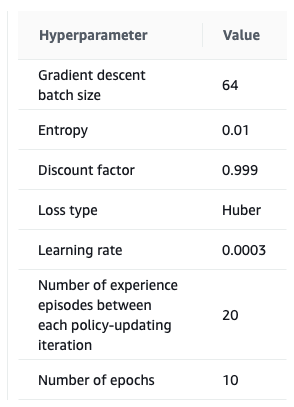 Hyperparameter Value
Gradient descent
batch size 64
Entropy 0.01
Discount factor 0.999
Loss type Huber
Learning rate 0.0003
Number of experience
episodes between
each policy-updating
iteration 20
Number of epochs 10